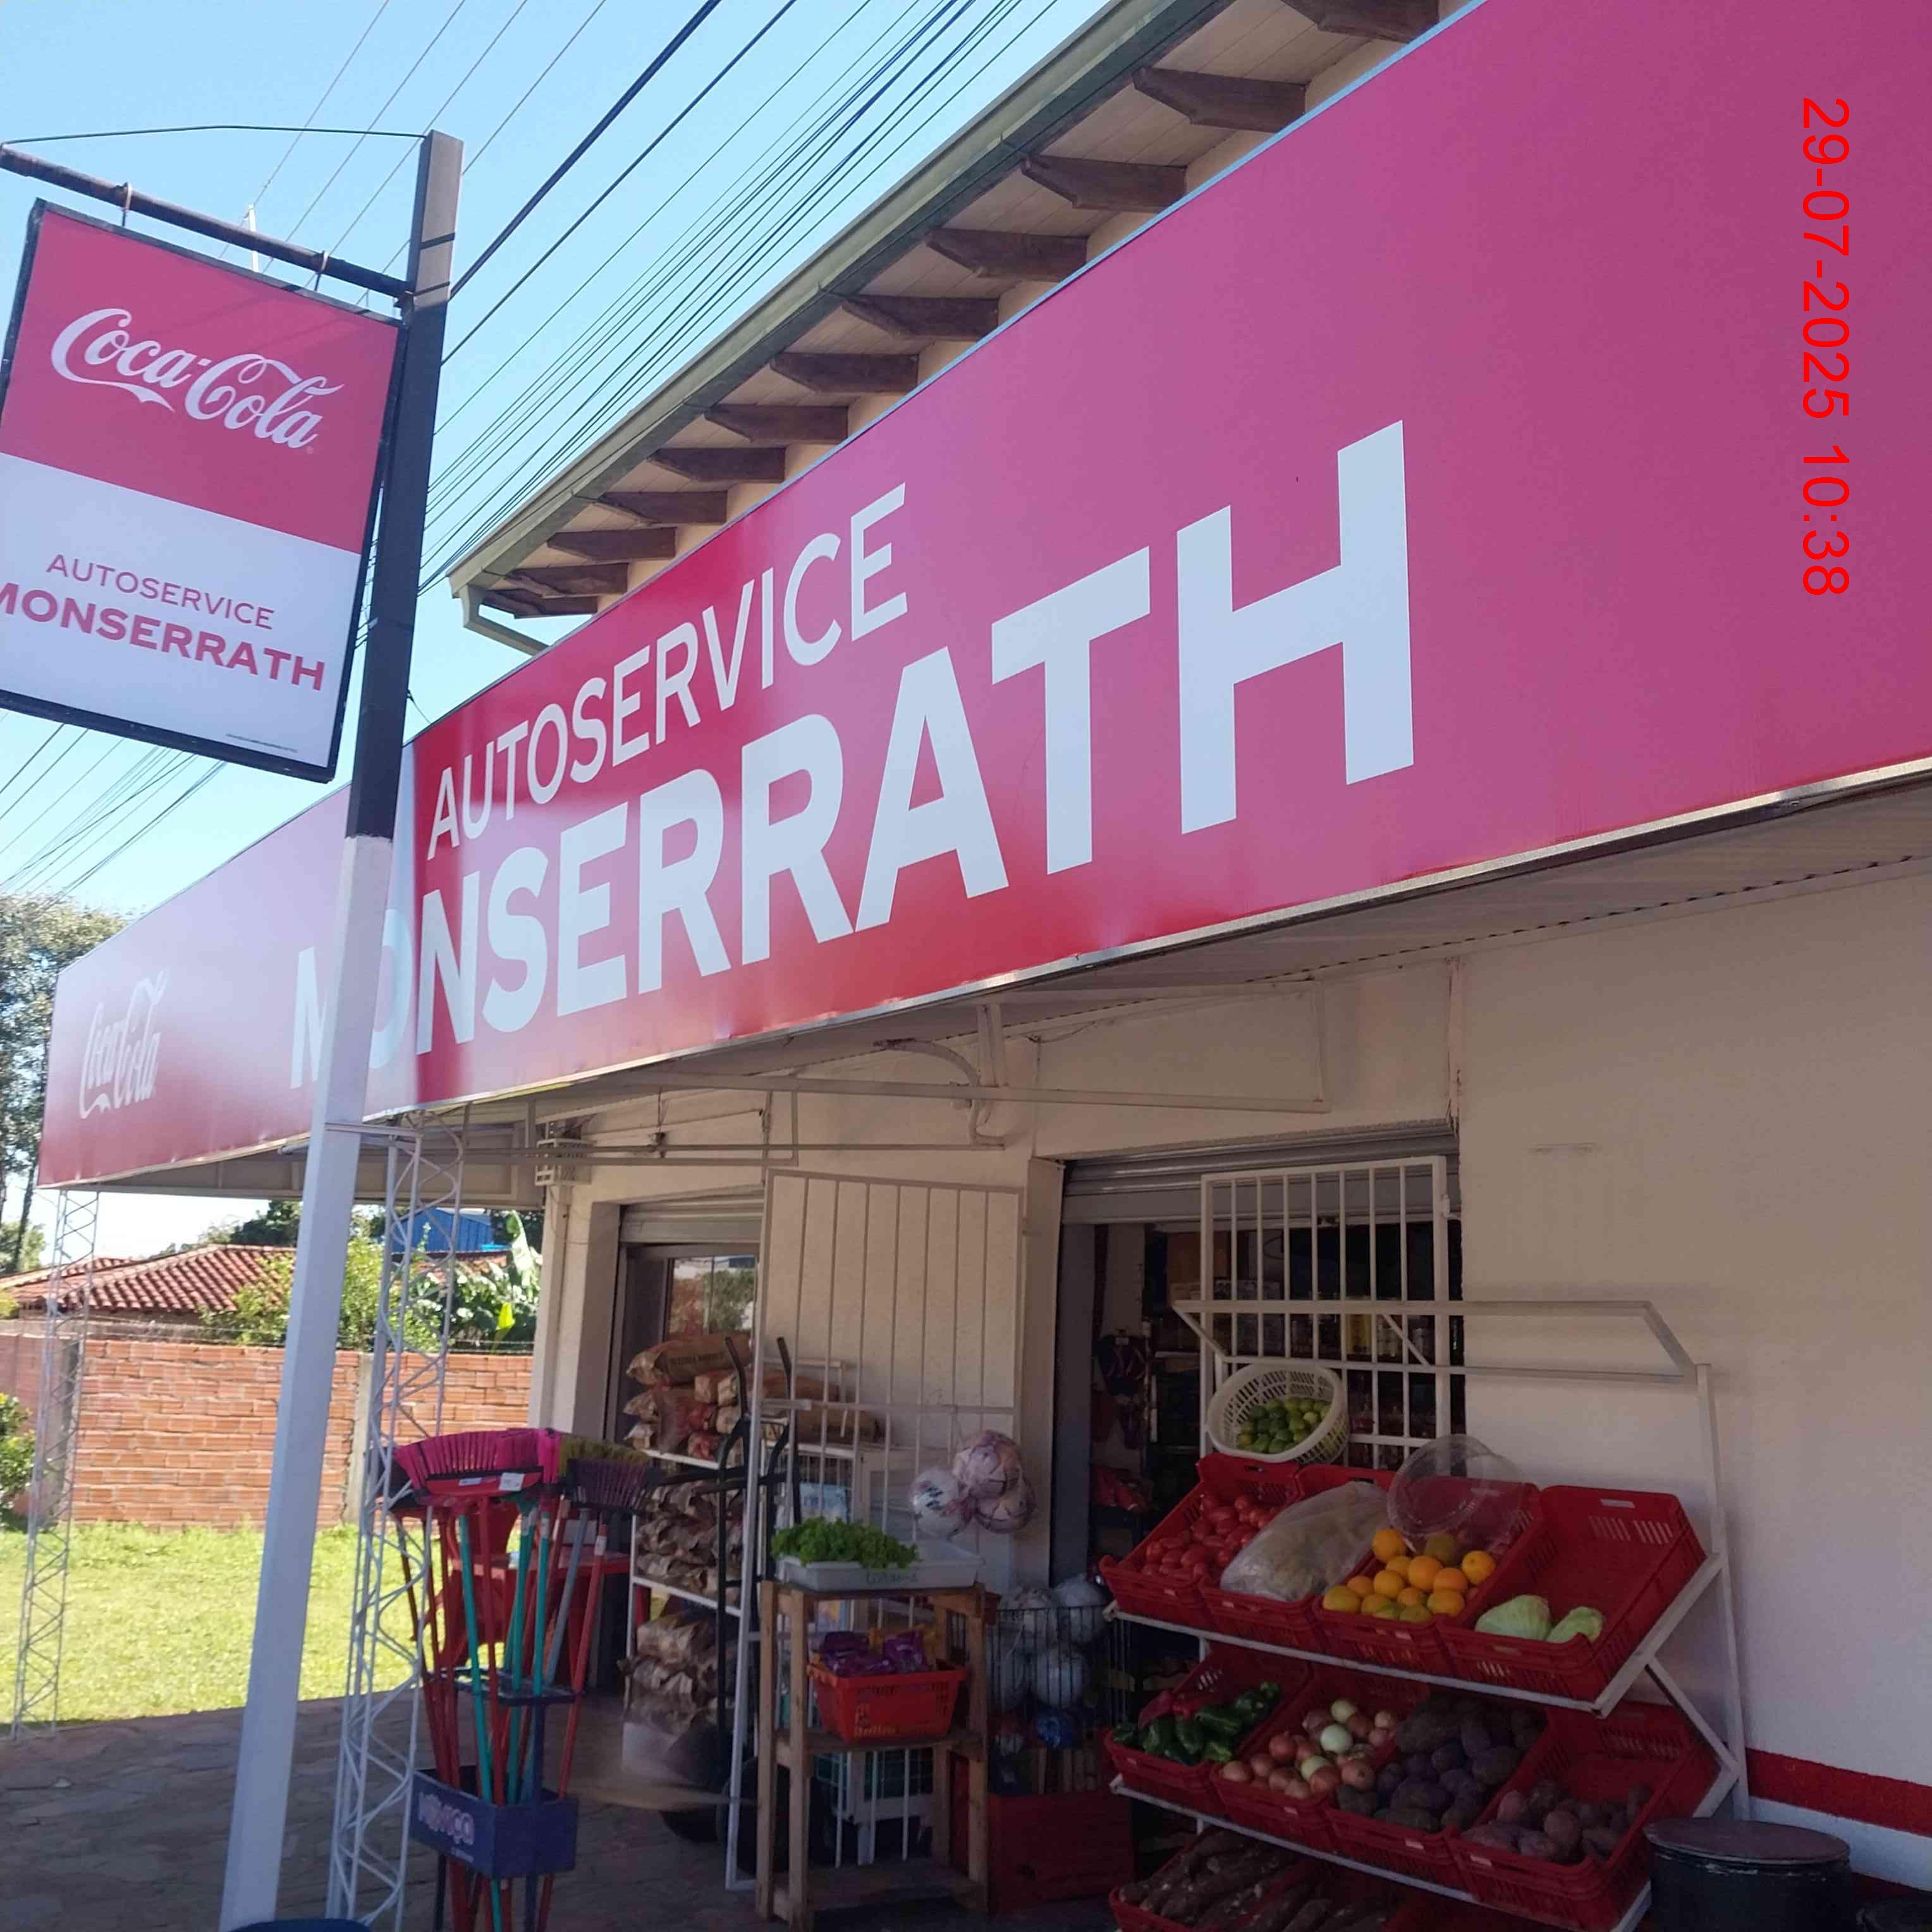 Coca-Cola
AUTOSERVICE
MONSERRATH
AUTOSERVICE
MONSERRATH
Coca-Cola
29-07-2025 10:38